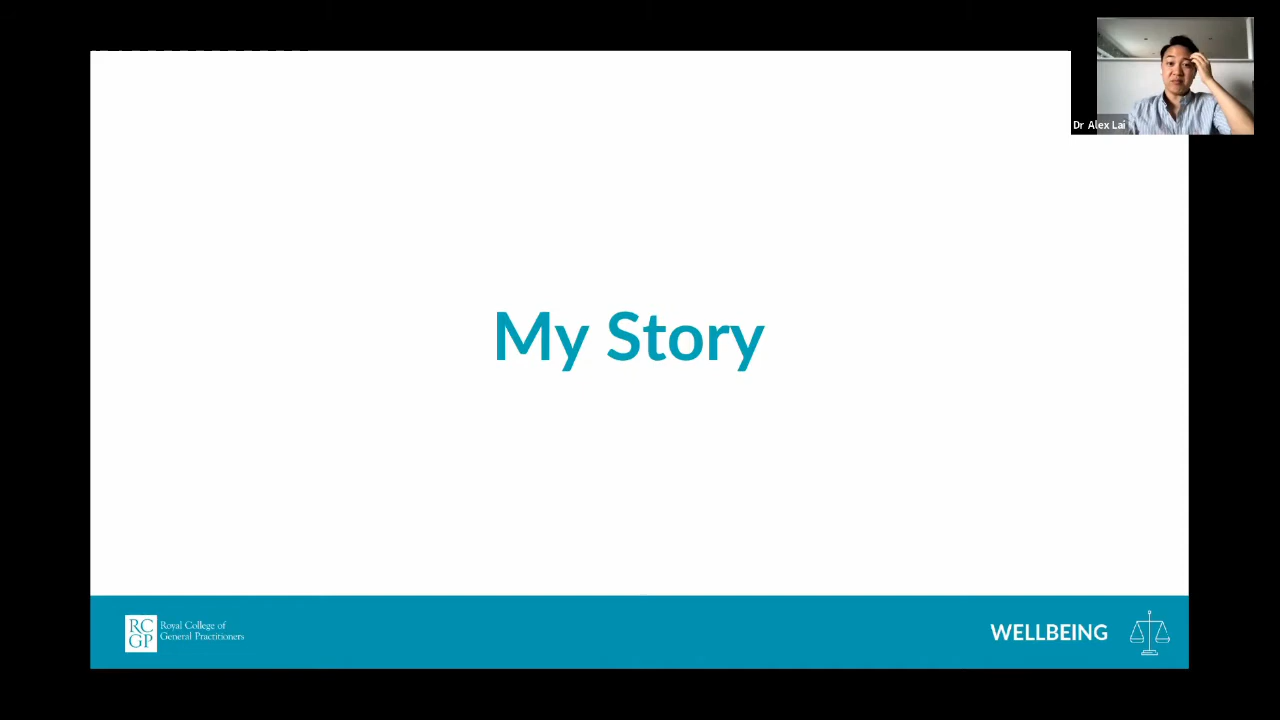 Dr Alex Lai
My Story
RC
GP
Royal College of
General Practitioners
WELLBEING